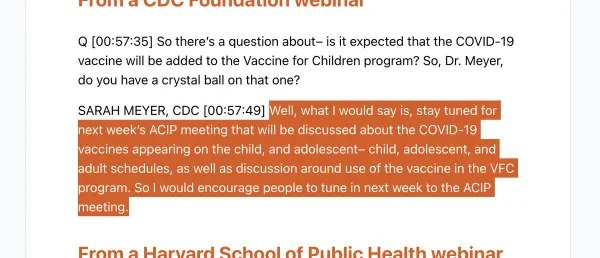 From a CDC Foundation webinar
Q [00:57:35] So there's a question about– is it expected that the COVID-19
vaccine will be added to the Vaccine for Children program? So, Dr. Meyer,
do you have a crystal ball on that one?
SARAH MEYER, CDC [00:57:49] Well, what I would say is, stay tuned for
next week's ACIP meeting that will be discussed about the COVID-19
vaccines appearing on the child, and adolescent– child, adolescent, and
adult schedules, as well as discussion around use of the vaccine in the VFC
program. So I would encourage people to tune in next week to the ACIP
meeting.
From a Harvard School of Public Health webinar